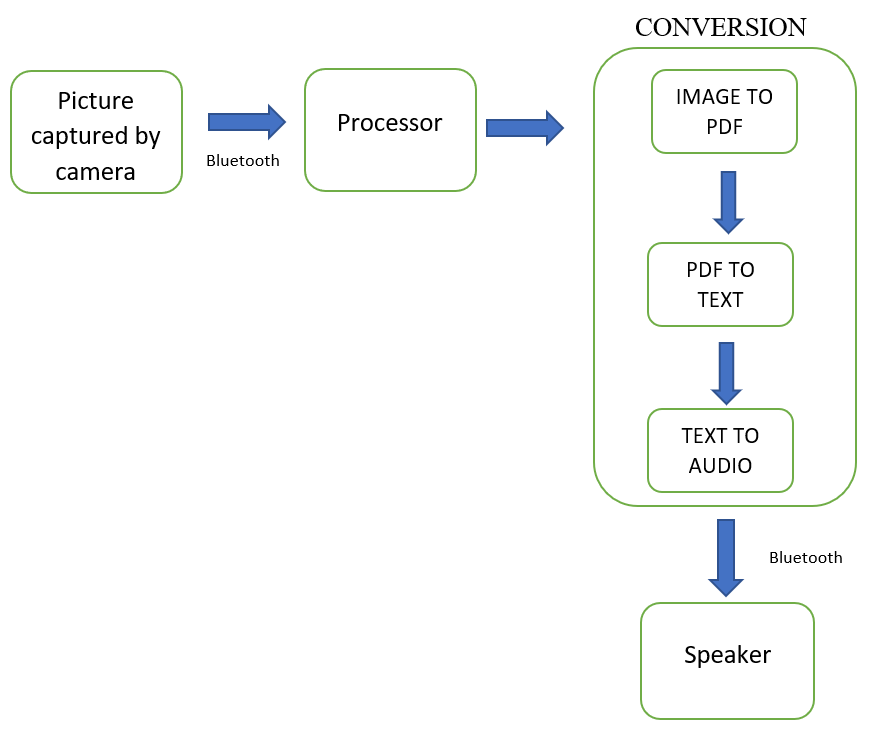 CONVERSION
Picture
captured by
camera
Bluetooth
Processor
IMAGE TO
PDF
PDF TO
TEXT
TEXT TO
AUDIO
Bluetooth
Speaker